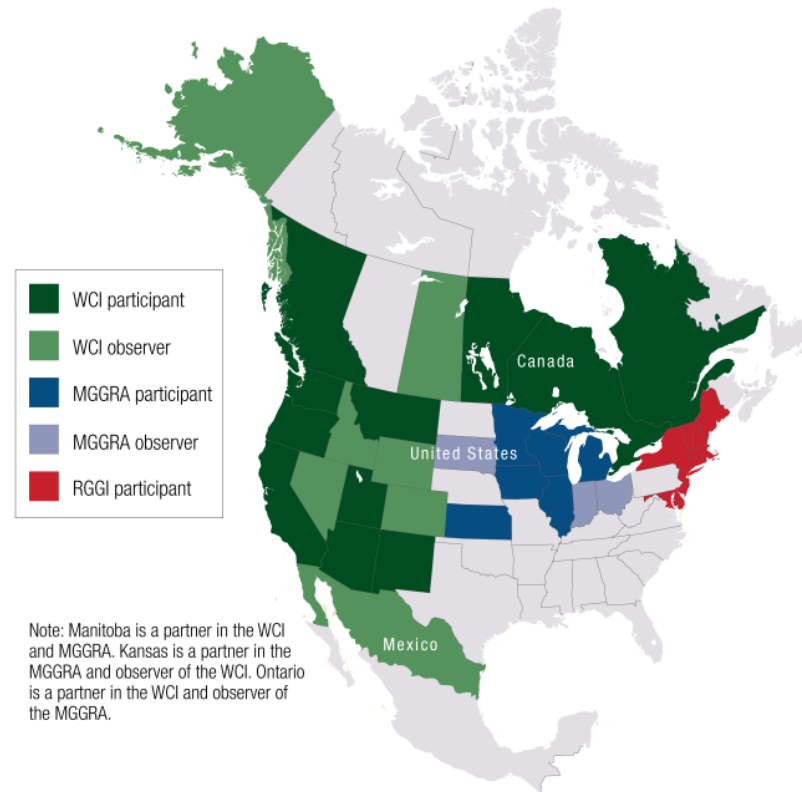 WCI participant
WCI observer
MGGRA participant
MGGRA observer
RGGI participant
Canada
United States
Mexico
Note: Manitoba is a partner in the WCI
and MGGRA. Kansas is a partner in the
MGGRA and observer of the WCI. Ontario
is a partner in the WCI and observer of
the MGGRA.